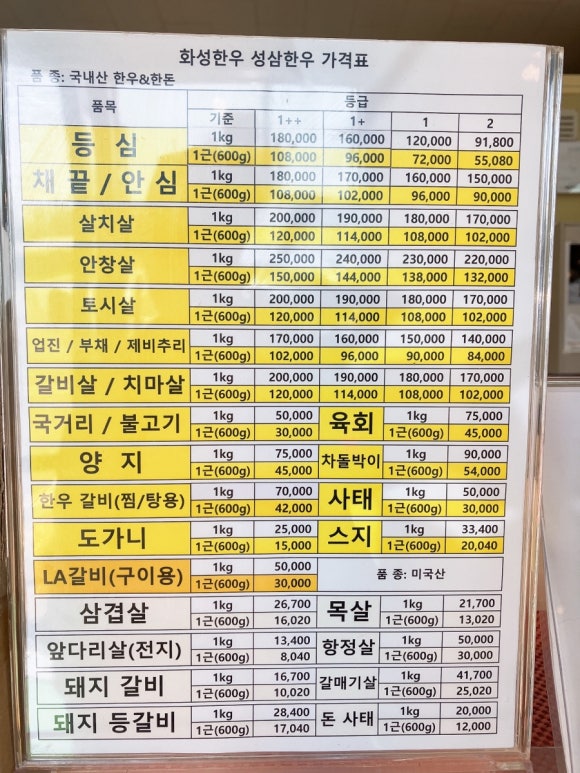 화성한우 성삼한우 가격표
품 종: 국내산 한우&한돈
품목 등급
기준 1++ 1+ 1 2
등 심 1kg 180,000 160,000 120,000 91,800
1근(600g) 108,000 96,000 72,000 55,080
채 끝 / 안 심 1kg 180,000 170,000 160,000 150,000
1근(600g) 108,000 102,000 96,000 90,000
살치살 1kg 200,000 190,000 180,000 170,000
1근(600g) 120,000 114,000 108,000 102,000
안창살 1kg 250,000 240,000 230,000 220,000
1근(600g) 150,000 144,000 138,000 132,000
토시살 1kg 200,000 190,000 180,000 170,000
1근(600g) 120,000 114,000 108,000 102,000
업진 / 부채 / 제비추리 1kg 170,000 160,000 150,000 140,000
1근(600g) 102,000 96,000 90,000 84,000
갈비살 / 치마살 1kg 200,000 190,000 180,000 170,000
1근(600g) 120,000 114,000 108,000 102,000
국거리 / 불고기 1kg 50,000 육회 1kg 75,000
1근(600g) 30,000 1근(600g) 45,000
양 지 1kg 75,000 차돌박이 1kg 90,000
1근(600g) 45,000 1근(600g) 54,000
한우 갈비(찜/탕용) 1kg 70,000 사태 1kg 50,000
1근(600g) 42,000 1근(600g) 30,000
도가니 1kg 25,000 스지 1kg 33,400
1근(600g) 15,000 1근(600g) 20,040
LA갈비(구이용) 1kg 50,000 품 종: 미국산
1근(600g) 30,000
삼겹살 1kg 26,700 목살 1kg 21,700
1근(600g) 16,020 1근(600g) 13,020
앞다리살(전지) 1kg 13,400 항정살 1kg 50,000
1근(600g) 8,040 1근(600g) 30,000
돼지 갈비 1kg 16,700 갈매기살 1kg 41,700
1근(600g) 10,020 1근(600g) 25,020
돼지 등갈비 1kg 28,400 돈 사태 1kg 20,000
1근(600g) 17,040 1근(600g) 12,000